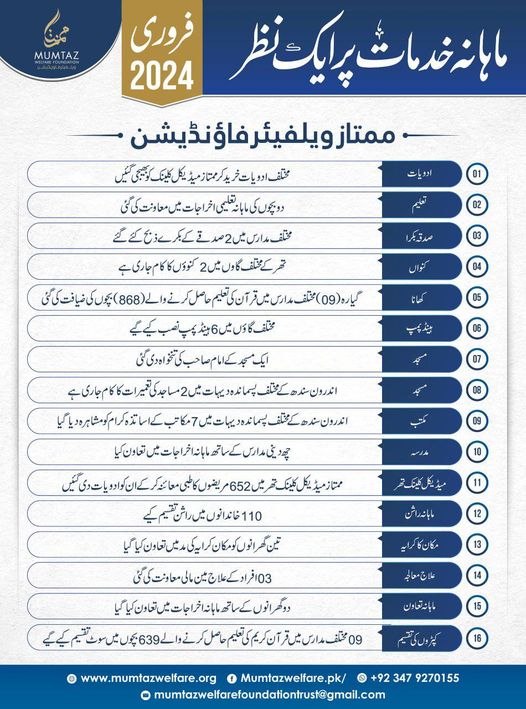 ممتاز
MUMTAZ
WELFARE FOUNDATION
فروری
2024
ماہانہ خدمات پر ایک نظر
ممتاز ویلفیئر فاؤنڈیشن
01 ادویات مختلف ادویات خرید کر ممتاز میڈیکل کلینک کو بھیجی گئیں
02 تعلیم دو بچوں کی ماہانہ تعلیمی اخراجات میں معاونت کی گئی
03 صدقہ بکرا مختلف مدارس میں 2 صدقے کے بکرے ذبح کئے گئے
04 کنواں تھر کے مختلف گاوں میں 2 کنوؤں کا کام جاری ہے
05 کھانا گیارہ (09) مختلف مدارس میں قرآن کی تعلیم حاصل کرنے والے (868) بچوں کی ضیافت کی گئی
06 ہینڈ پمپ مختلف گاؤں میں 6 ہینڈ پمپ نصب کیے گیے
07 مسجد ایک مسجد کے امام صاحب کی تنخواہ دی گئی
08 مسجد اندرون سندھ کے مختلف پسماندہ دیہات میں 2 مساجد کی تعمیرات کا کام جاری ہے
09 مکتب اندرون سندھ کے مختلف پسماندہ دیہات میں 7 مکاتب کے اساتذہ کرام کو مشاہرہ دیا گیا
10 مدرسہ چھ دینی مدارس کے ساتھ ماہانہ اخراجات میں تعاون کیا
11 میڈیکل کلینک تھر ممتاز میڈیکل کلینک تھر میں 652 مریضوں کا طبی معائنہ کر کے ان کو ادویات دی گئیں
12 ماہانہ راشن 110 خاندانوں میں راشن تقسیم کیے
13 مکان کا کرایہ تین گھرانوں کو مکان کرایہ کی مد میں تعاون کیا گیا
14 علاج معالجہ 03 افراد کے علاج مین مالی معاونت کی گئی
15 ماہانہ تعاون دو گھرانوں کے ساتھ ماہانہ اخراجات میں تعاون کیا گیا
16 کپڑوں کی تقسیم 09 مختلف مدارس میں قرآن کریم کی تعلیم حاصل کرنے والے 639 بچوں میں سوٹ تقسیم کیے گیے
www.mumtazwelfare.org Mumtazwelfare.pk/ +92 347 9270155
mumtazwelfarefoundationtrust@gmail.com